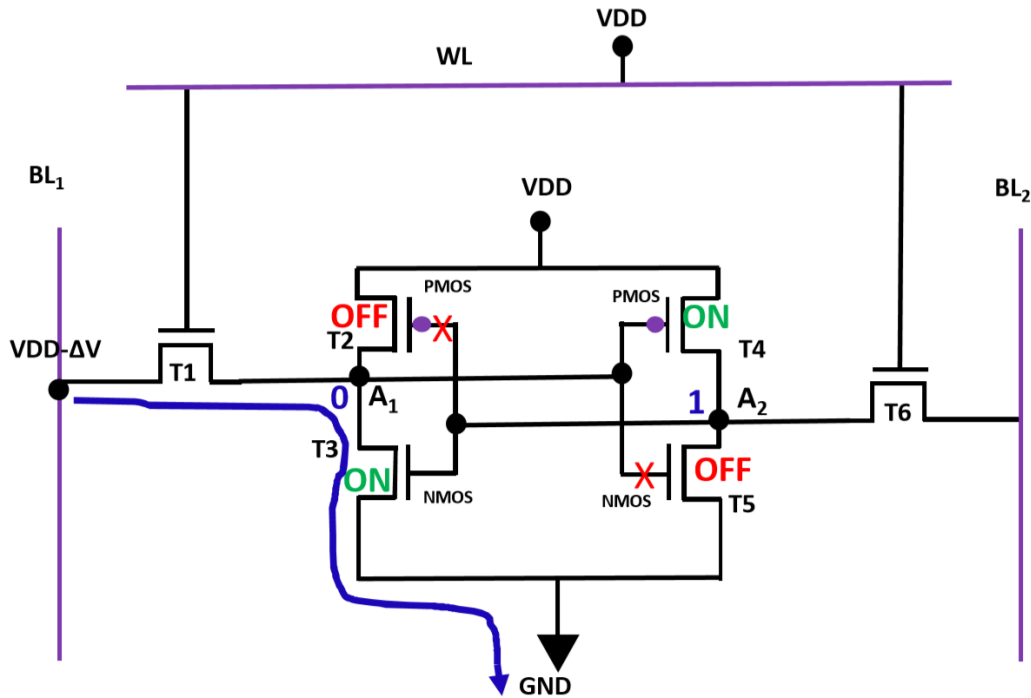 VDD
WL
BL₁
VDD
BL₂
PMOS
PMOS
OFF
ON
X
T2
T4
VDD-ΔV
T1
0
A₁
1
A₂
T6
T3
ON
OFF
X
NMOS
NMOS
T5
GND